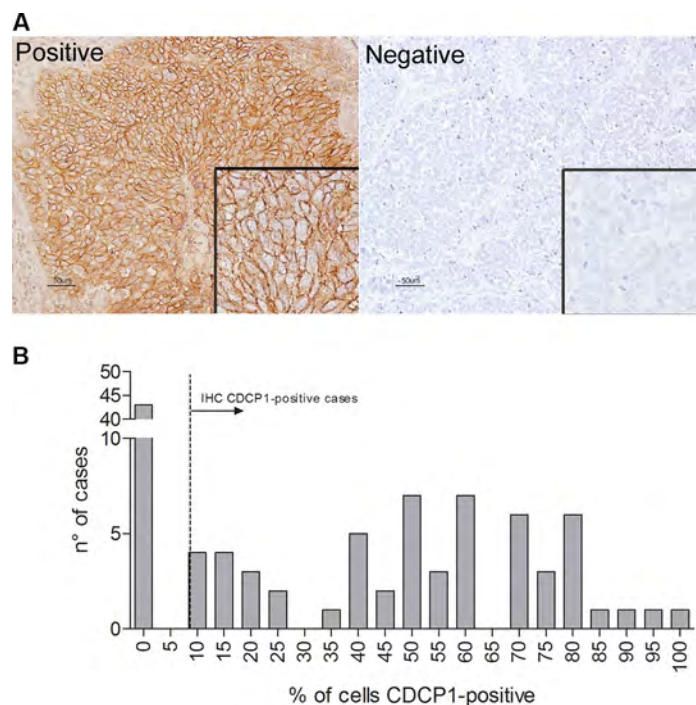 A
Positive
Negative
50um
B
IHC CDCP1-positive cases
n° of cases
50
45
40
10
5
0
0 5 10 15 20 25 30 35 40 45 50 55 60 65 70 75 80 85 90 95 100
% of cells CDCP1-positive